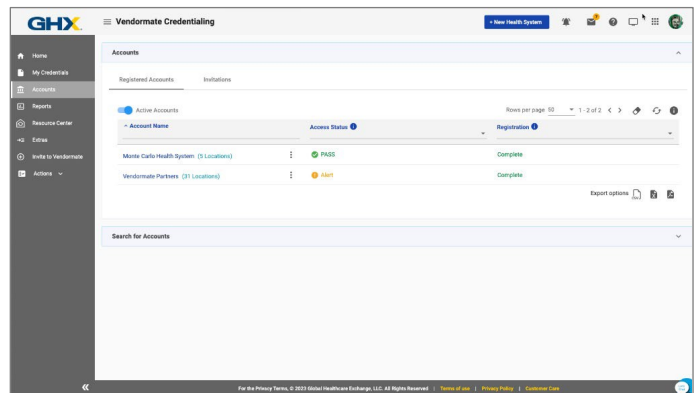 GHX
Vendormate Credentialing
+ New Health System
Home
My Credentials
Accounts
Reports
Resource Center
Extras
Invite to Vendormate
Actions
Accounts
Registered Accounts Invitations
Active Accounts
Rows per page 50 1 - 2 of 2
Account Name Access Status Registration
Monte Carlo Health System (5 Locations) PASS Complete
Vendormate Partners (31 Locations) Alert Complete
Export options
Search for Accounts
For the Privacy Terms, © 2023 Global Healthcare Exchange, LLC. All Rights Reserved | Terms of use | Privacy Policy | Customer Care